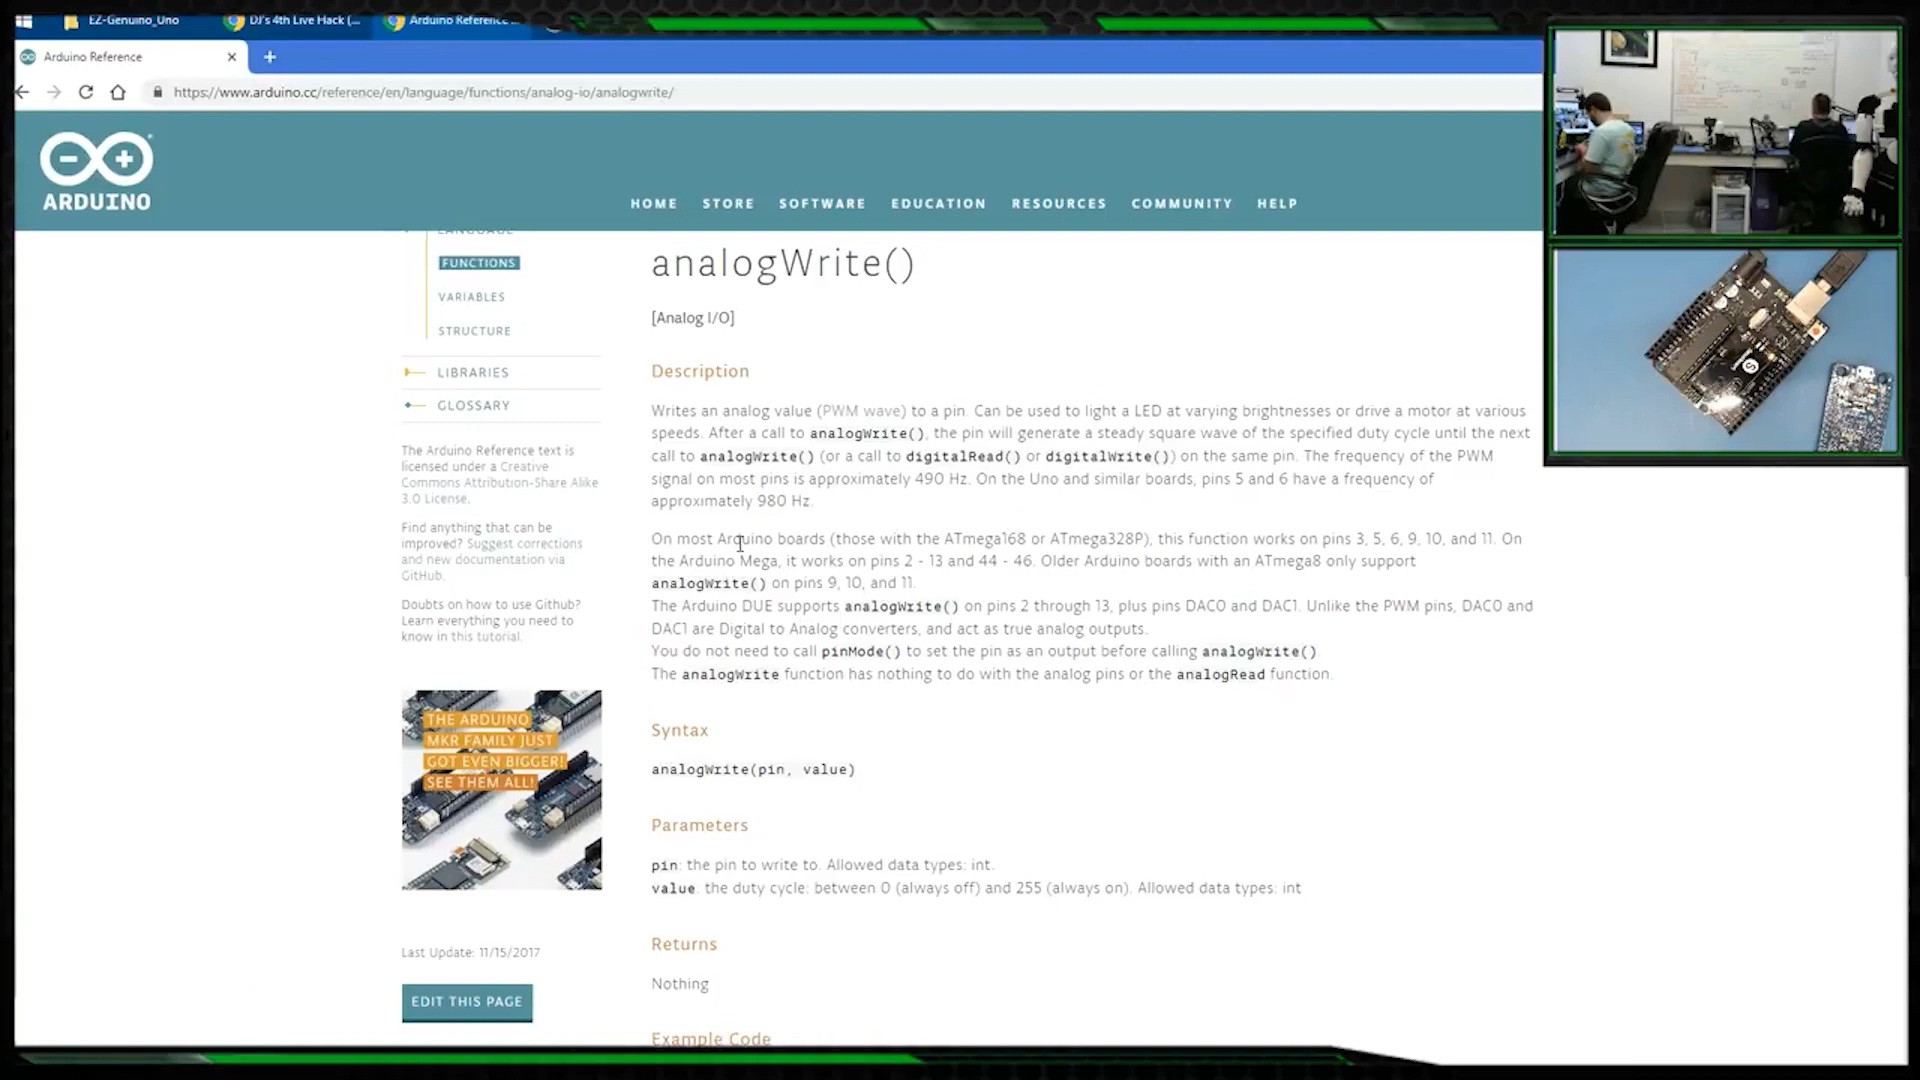 EZ-Genuino_Uno
DJ's 4th Live Hack (...
Arduino Reference ...
Arduino Reference
https://www.arduino.cc/reference/en/language/functions/analog-io/analogwrite/
ARDUINO
HOME STORE SOFTWARE EDUCATION RESOURCES COMMUNITY HELP
LANGUAGE
FUNCTIONS
VARIABLES
STRUCTURE
LIBRARIES
GLOSSARY
The Arduino Reference text is
licensed under a Creative
Commons Attribution-Share Alike
3.0 License.
Find anything that can be
improved? Suggest corrections
and new documentation via
GitHub.
Doubts on how to use Github?
Learn everything you need to
know in this tutorial.
THE ARDUINO
MKR FAMILY JUST
GOT EVEN BIGGER!
SEE THEM ALL!
Last Update: 11/15/2017
EDIT THIS PAGE
analogWrite()
[Analog I/O]
Description
Writes an analog value (PWM wave) to a pin. Can be used to light a LED at varying brightnesses or drive a motor at various
speeds. After a call to analogWrite(), the pin will generate a steady square wave of the specified duty cycle until the next
call to analogWrite() (or a call to digitalRead() or digitalWrite()) on the same pin. The frequency of the PWM
signal on most pins is approximately 490 Hz. On the Uno and similar boards, pins 5 and 6 have a frequency of
approximately 980 Hz.
On most Arduino boards (those with the ATmega168 or ATmega328P), this function works on pins 3, 5, 6, 9, 10, and 11. On
the Arduino Mega, it works on pins 2 - 13 and 44 - 46. Older Arduino boards with an ATmega8 only support
analogWrite() on pins 9, 10, and 11.
The Arduino DUE supports analogWrite() on pins 2 through 13, plus pins DAC0 and DAC1. Unlike the PWM pins, DAC0 and
DAC1 are Digital to Analog converters, and act as true analog outputs.
You do not need to call pinMode() to set the pin as an output before calling analogWrite()
The analogWrite function has nothing to do with the analog pins or the analogRead function.
Syntax
analogWrite(pin, value)
Parameters
pin: the pin to write to. Allowed data types: int.
value: the duty cycle: between 0 (always off) and 255 (always on). Allowed data types: int
Returns
Nothing
Example Code